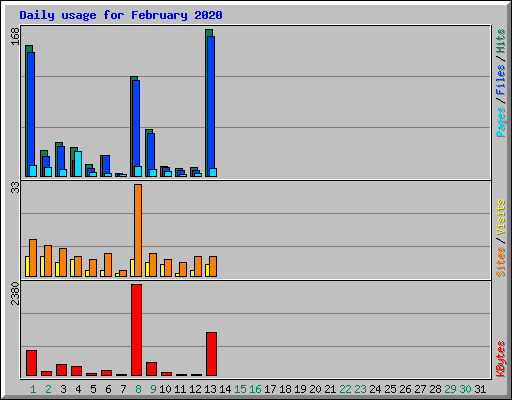 Daily usage for February 2020
168
33
2380
Pages / Files / Hits
Sites / Visits
KBytes
1 2 3 4 5 6 7 8 9 10 11 12 13 14 15 16 17 18 19 20 21 22 23 24 25 26 27 28 29 30 31